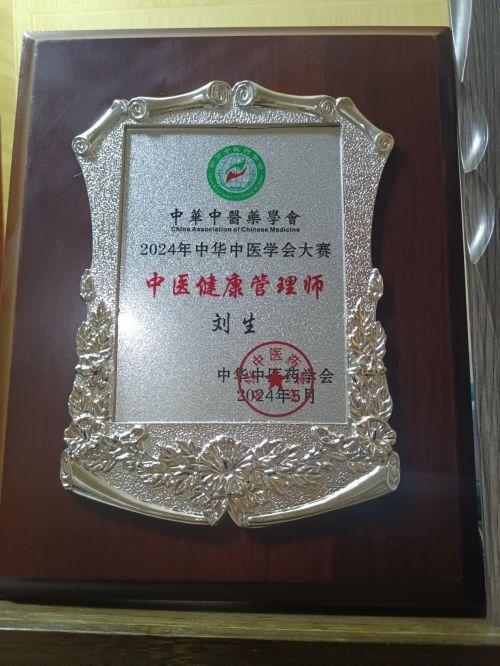 中華中醫藥學會
China Association of Chinese Medicine
2024年中华中医学会大赛
中医健康管理师
刘生
中华中医药学会
2024年5月